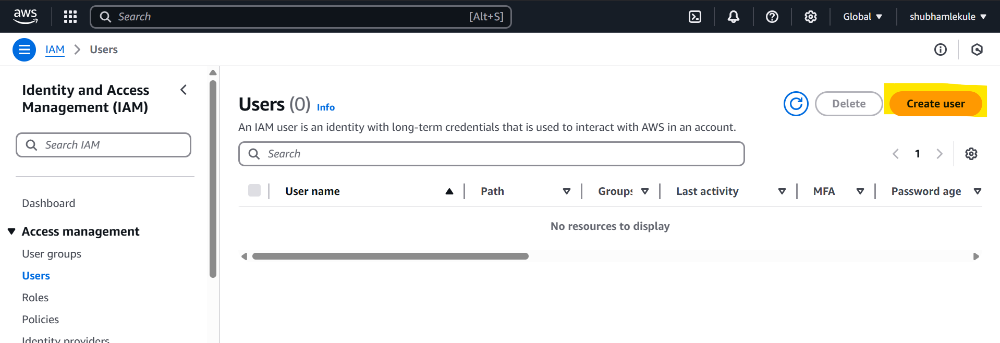 aws
Search [Alt+S]
Global
shubhamlekule
IAM
Users
Identity and Access
Management (IAM)
Search IAM
Dashboard
Access management
User groups
Users
Roles
Policies
Identity providers
Users (0) Info
Delete
Create user
An IAM user is an identity with long-term credentials that is used to interact with AWS in an account.
Search
1
User name
Path
Groups
Last activity
MFA
Password age
No resources to display